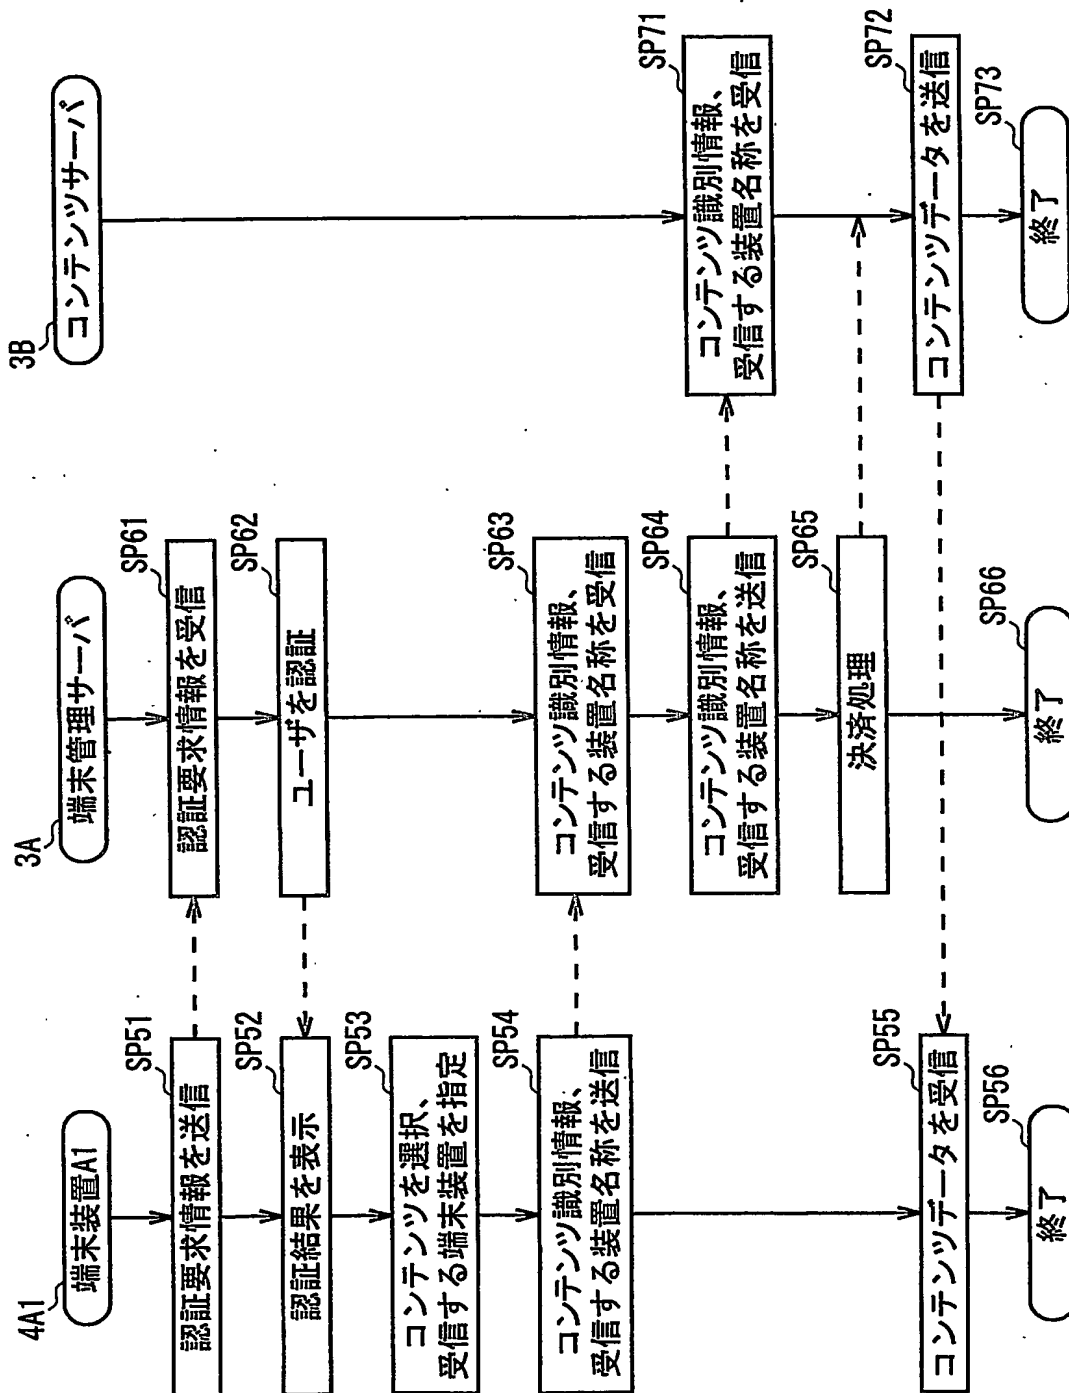 4A1
端末装置A1
SP51
認証要求情報を送信
SP52
認証結果を表示
SP53
コンテンツを選択、
受信する端末装置を指定
SP54
コンテンツ識別情報、
受信する装置名称を送信
SP55
コンテンツデータを受信
SP56
終了
3A
端末管理サーバ
SP61
認証要求情報を受信
SP62
ユーザを認証
SP63
コンテンツ識別情報、
受信する装置名称を受信
SP64
コンテンツ識別情報、
受信する装置名称を送信
SP65
決済処理
SP66
終了
3B
コンテンツサーバ
SP71
コンテンツ識別情報、
受信する装置名称を受信
SP72
コンテンツデータを送信
SP73
終了